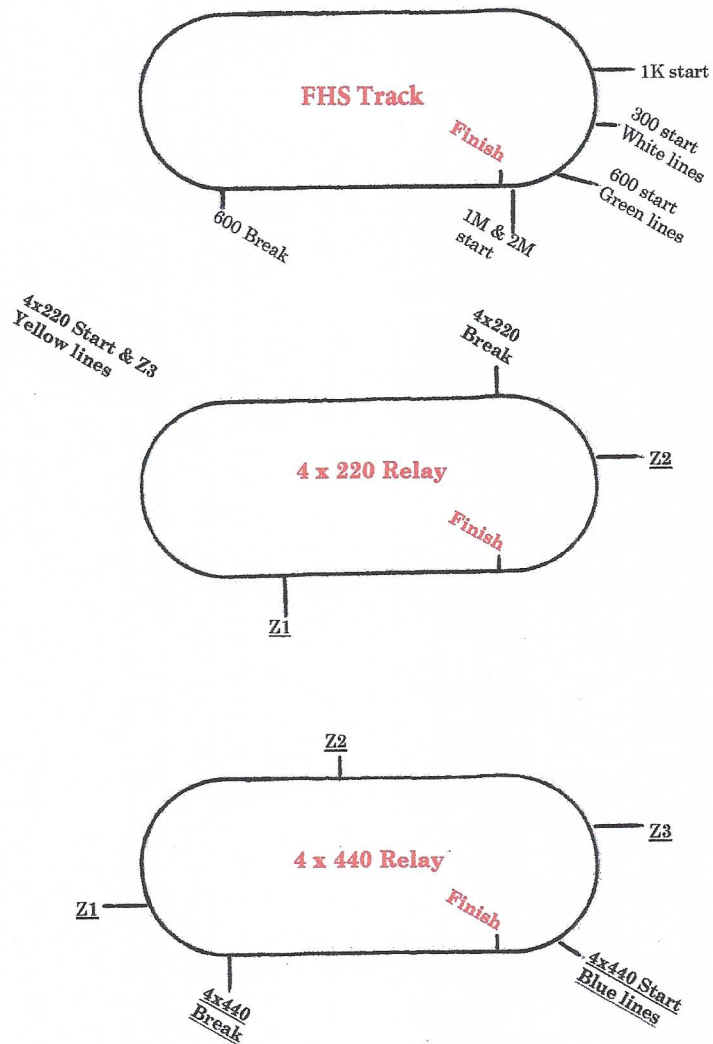 1K start
FHS Track
300 start
White lines
Finish
600 start
Green lines
600 Break
1M & 2M
start
4x220 Start & Z3
Yellow lines
4x220
Break
4 x 220 Relay
Z2
Finish
Z1
Z2
Z3
4 x 440 Relay
Z1
Finish
4x440 Start
Blue lines
4x440
Break